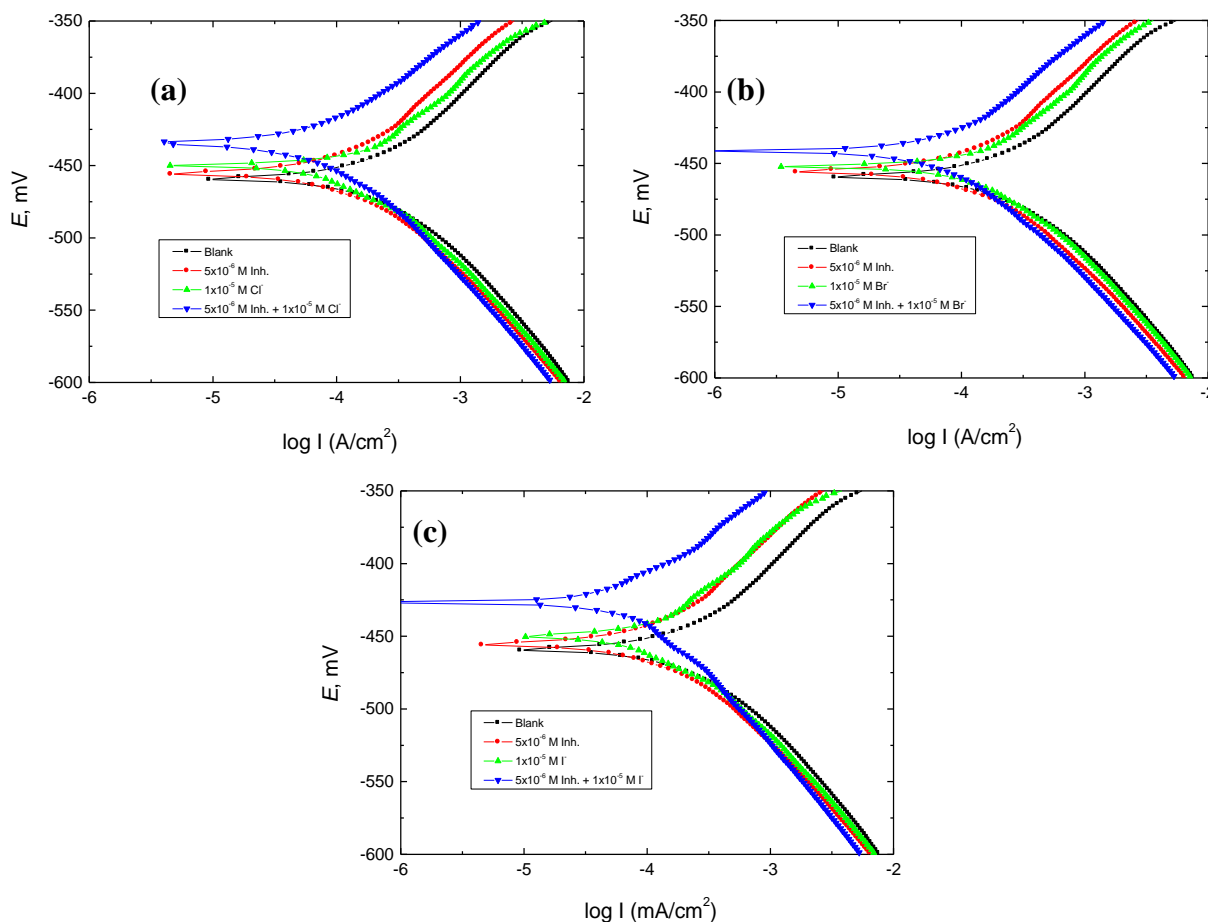 (a)
E, mV
-350
-400
-450
-500
-550
-600
Blank
5x10⁻⁶ M Inh.
1x10⁻⁵ M Cl⁻
5x10⁻⁶ M Inh. + 1x10⁻⁵ M Cl⁻
-6 -5 -4 -3 -2
log I (A/cm²)
(b)
E, mV
-350
-400
-450
-500
-550
-600
Blank
5x10⁻⁶ M Inh.
1x10⁻⁵ M Br⁻
5x10⁻⁶ M Inh. + 1x10⁻⁵ M Br⁻
-6 -5 -4 -3 -2
log I (A/cm²)
(c)
E, mV
-350
-400
-450
-500
-550
-600
Blank
5x10⁻⁶ M Inh.
1x10⁻⁵ M I⁻
5x10⁻⁶ M Inh. + 1x10⁻⁵ M I⁻
-6 -5 -4 -3 -2
log I (mA/cm²)